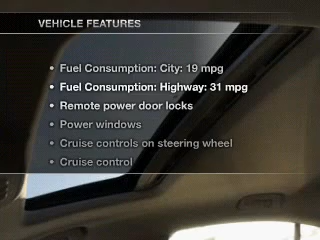 VEHICLE FEATURES
• Fuel Consumption: City: 19 mpg
• Fuel Consumption: Highway: 31 mpg
• Remote power door locks
• Power windows
• Cruise controls on steering wheel
• Cruise control